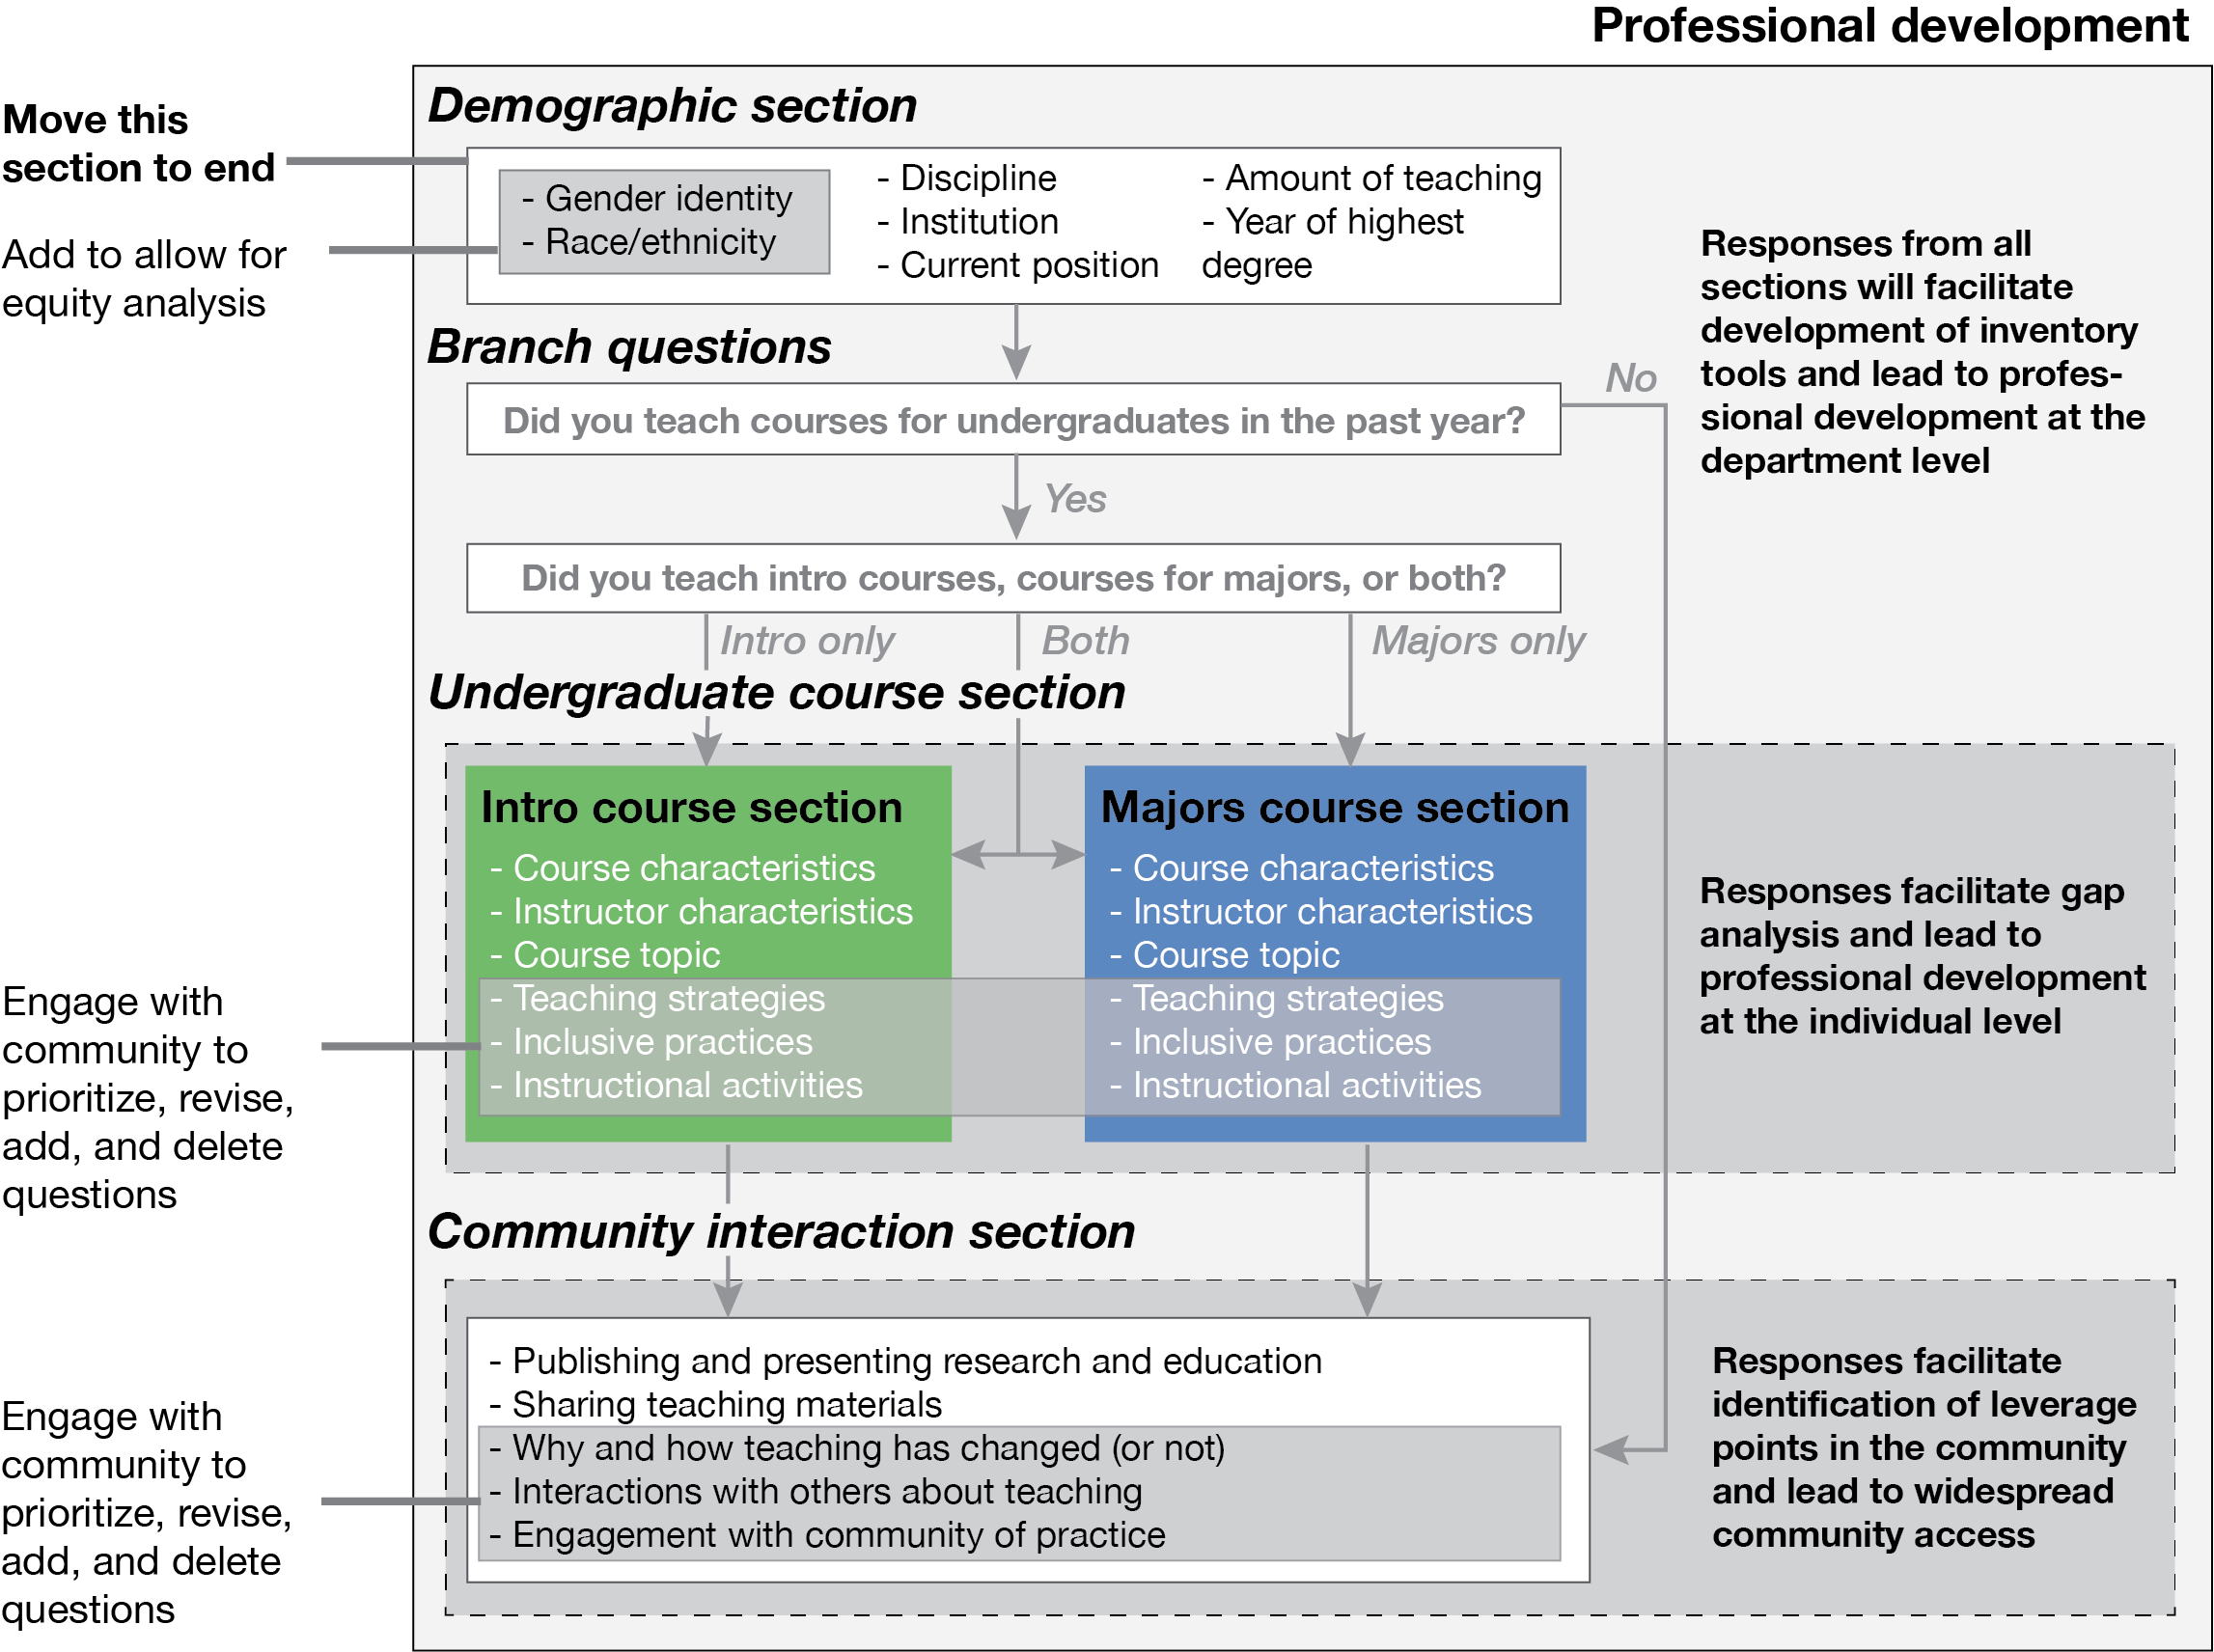 Professional development
Demographic section
Move this
section to end
- Gender identity
- Race/ethnicity
- Discipline
- Institution
- Current position
- Amount of teaching
- Year of highest
degree
Add to allow for
equity analysis
Responses from all
sections will facilitate
development of inventory
tools and lead to profes-
sional development at the
department level
Branch questions
No
Did you teach courses for undergraduates in the past year?
Yes
Did you teach intro courses, courses for majors, or both?
Intro only
Both
Majors only
Undergraduate course section
Intro course section
- Course characteristics
- Instructor characteristics
- Course topic
- Teaching strategies
- Inclusive practices
- Instructional activities
Majors course section
- Course characteristics
- Instructor characteristics
- Course topic
- Teaching strategies
- Inclusive practices
- Instructional activities
Responses facilitate gap
analysis and lead to
professional development
at the individual level
Engage with
community to
prioritize, revise,
add, and delete
questions
Community interaction section
- Publishing and presenting research and education
- Sharing teaching materials
- Why and how teaching has changed (or not)
- Interactions with others about teaching
- Engagement with community of practice
Responses facilitate
identification of leverage
points in the community
and lead to widespread
community access
Engage with
community to
prioritize, revise,
add, and delete
questions